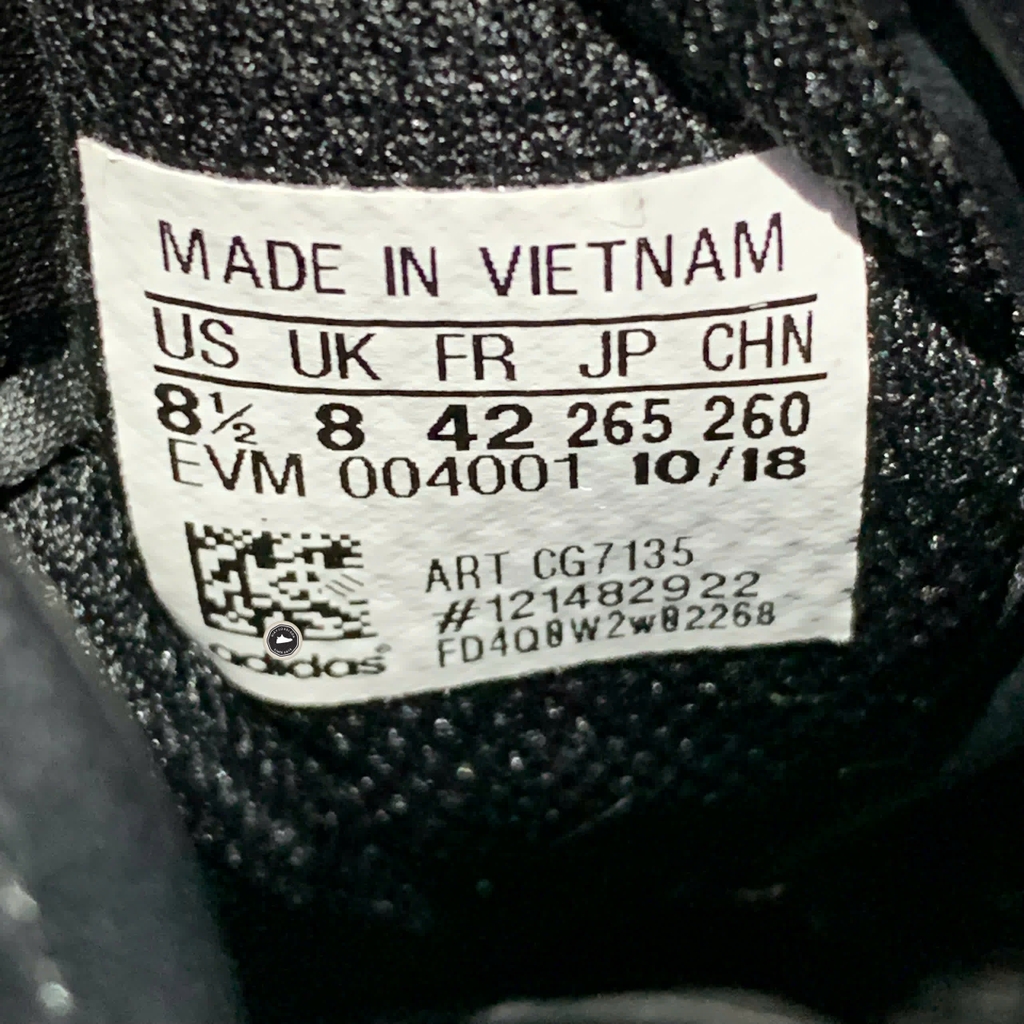 MADE IN VIETNAM
US UK FR JP CHN
8½ 8 42 265 260
EVM 004001 10/18
ART CG7135
#121482922
FD4Q8W2w82268
adidas